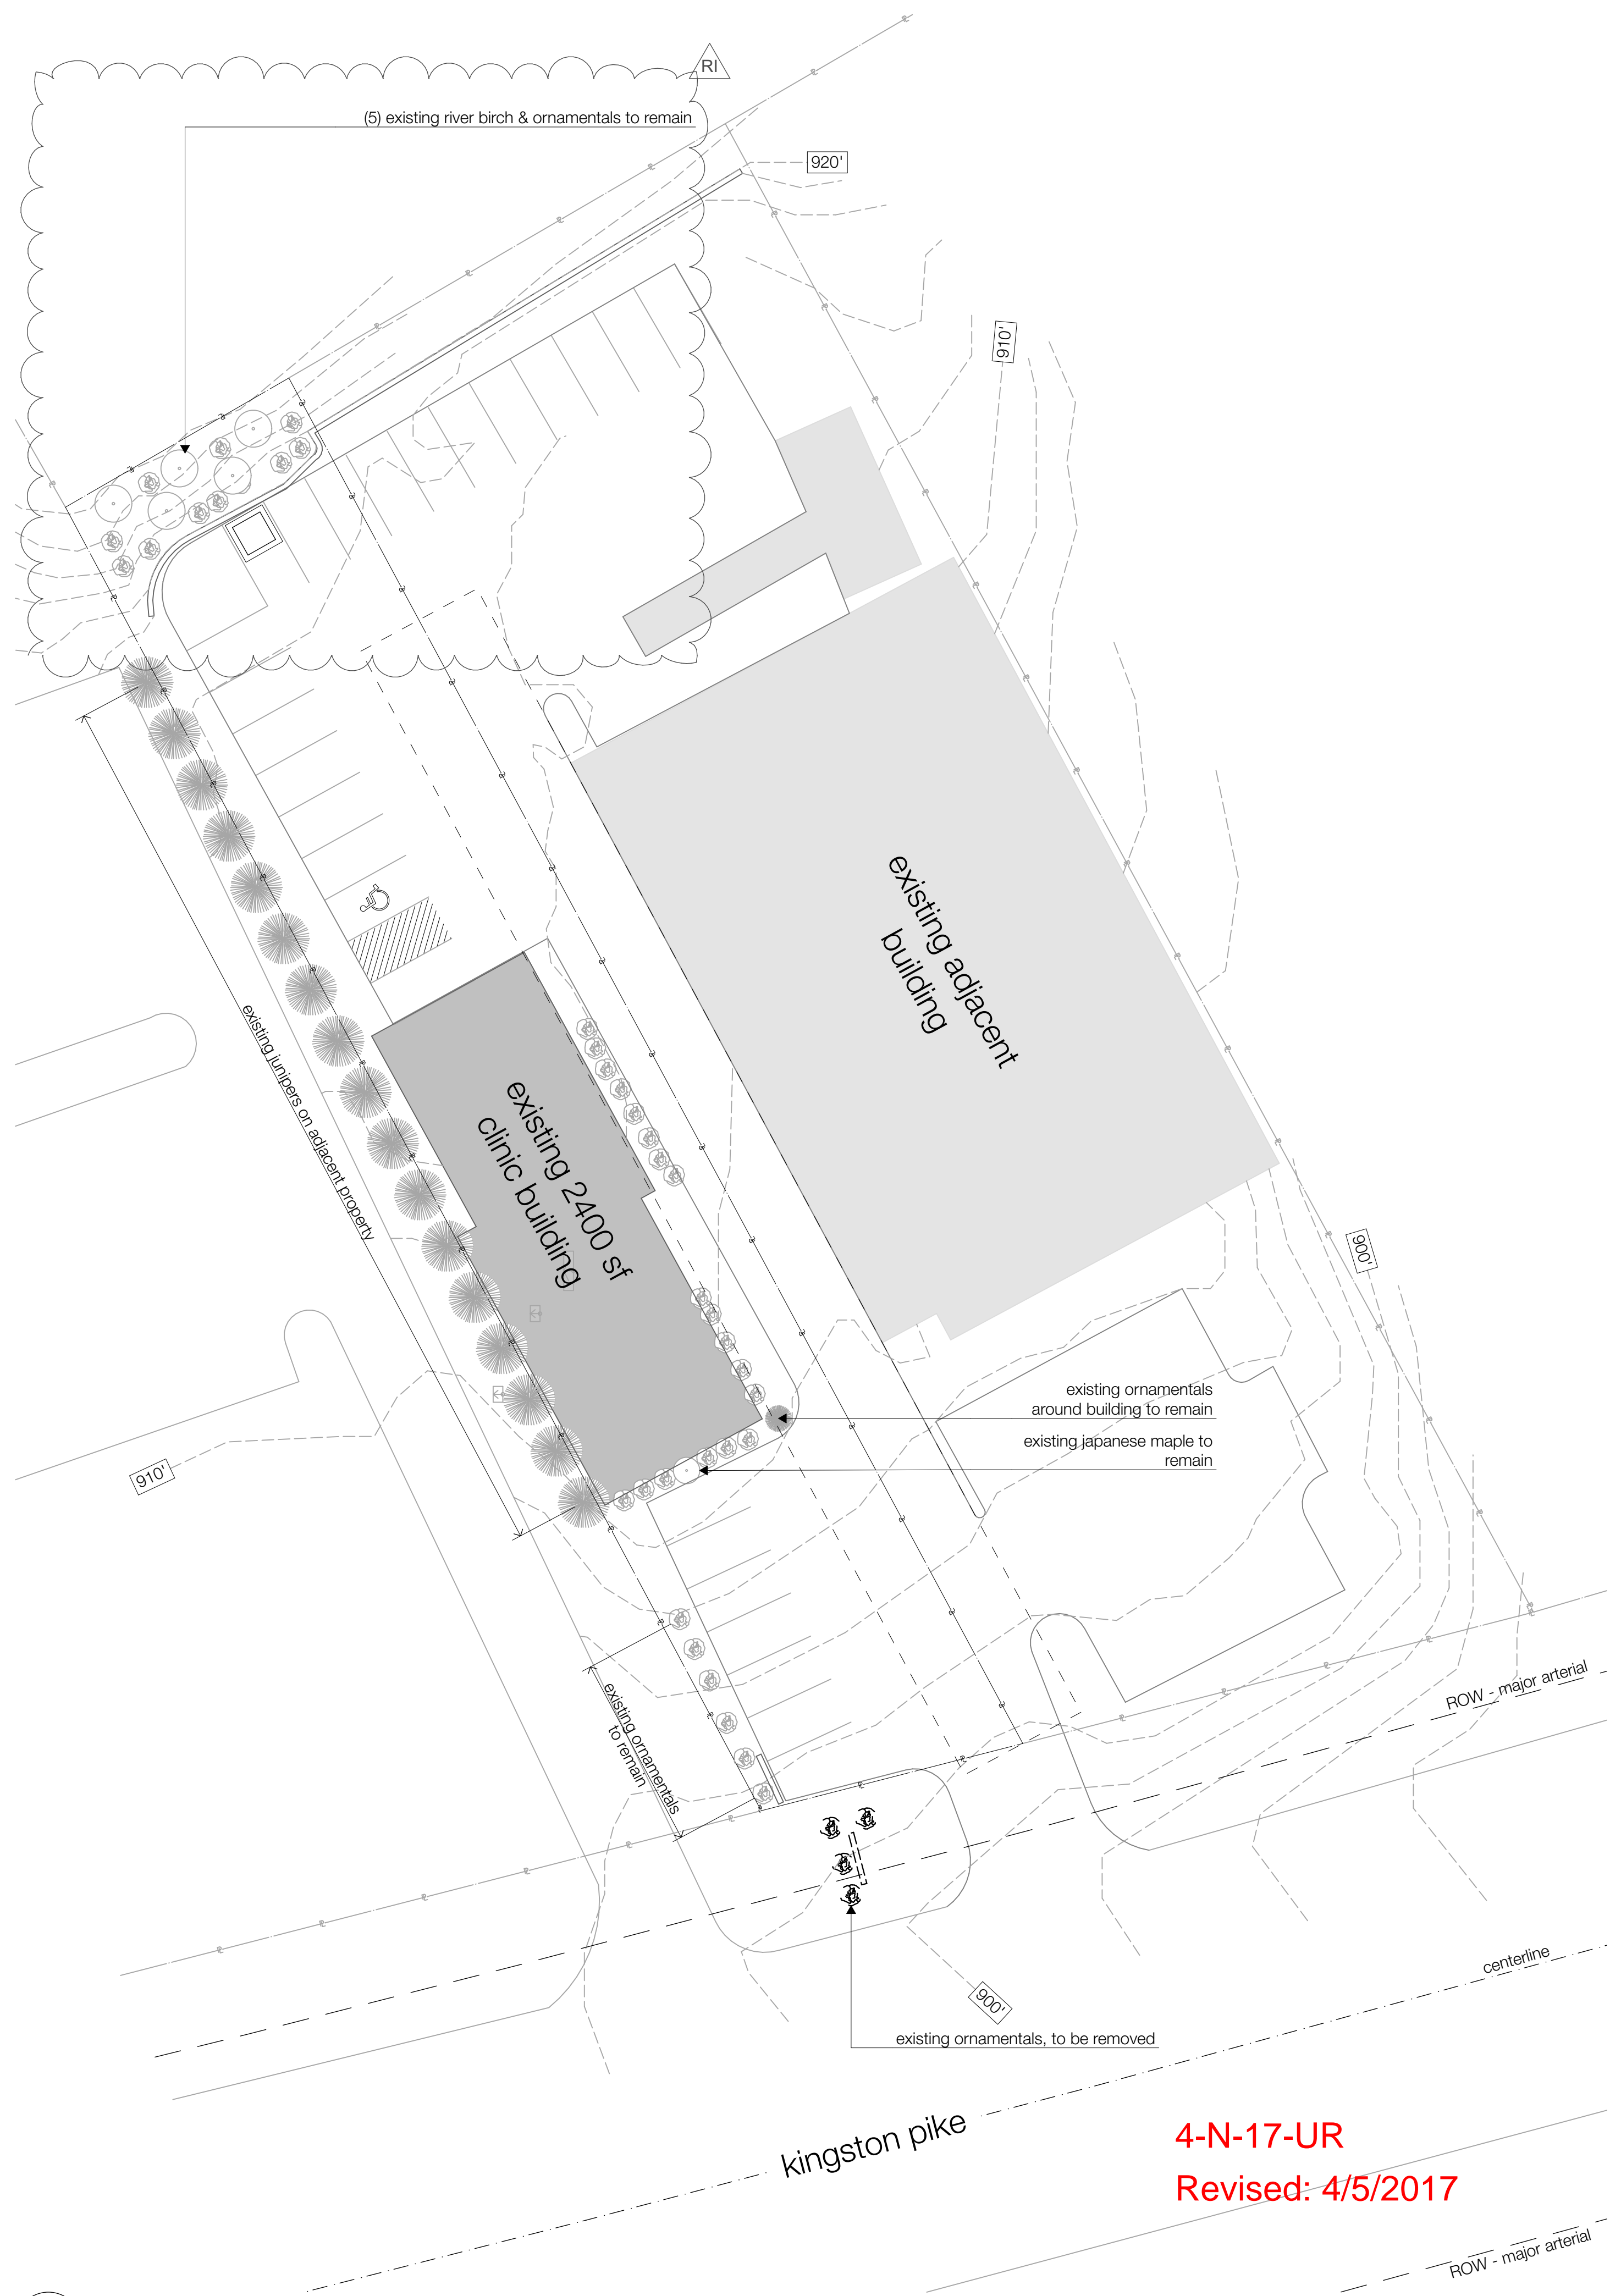 RI
(5) existing river birch & ornamentals to remain
920'
910'
existing adjacent
building
existing junipers on adjacent property
existing 2400 sf
clinic building
900'
existing ornamentals
around building to remain
existing japanese maple to
remain
910'
existing ornamentals
to remain
ROW - major arterial
centerline
900'
existing ornamentals, to be removed
kingston pike
4-N-17-UR
Revised: 4/5/2017
ROW - major arterial